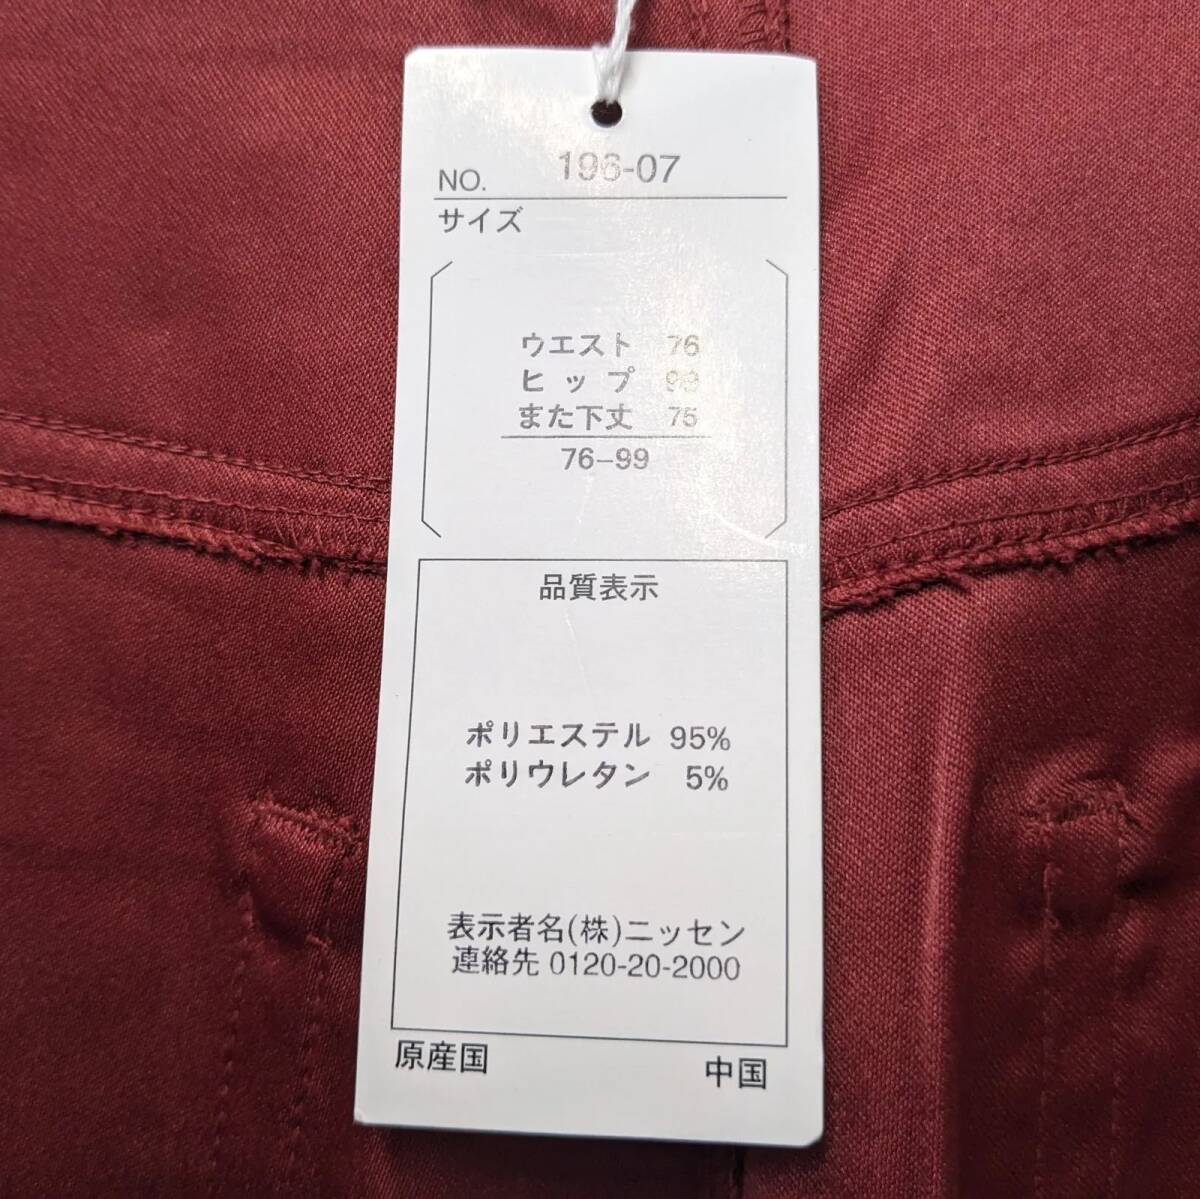 NO. 196-07
サイズ
ウエスト 76
ヒップ 99
また下丈 75
76-99
品質表示
ポリエステル 95%
ポリウレタン 5%
表示者名(株)ニッセン
連絡先 0120-20-2000
原産国 中国